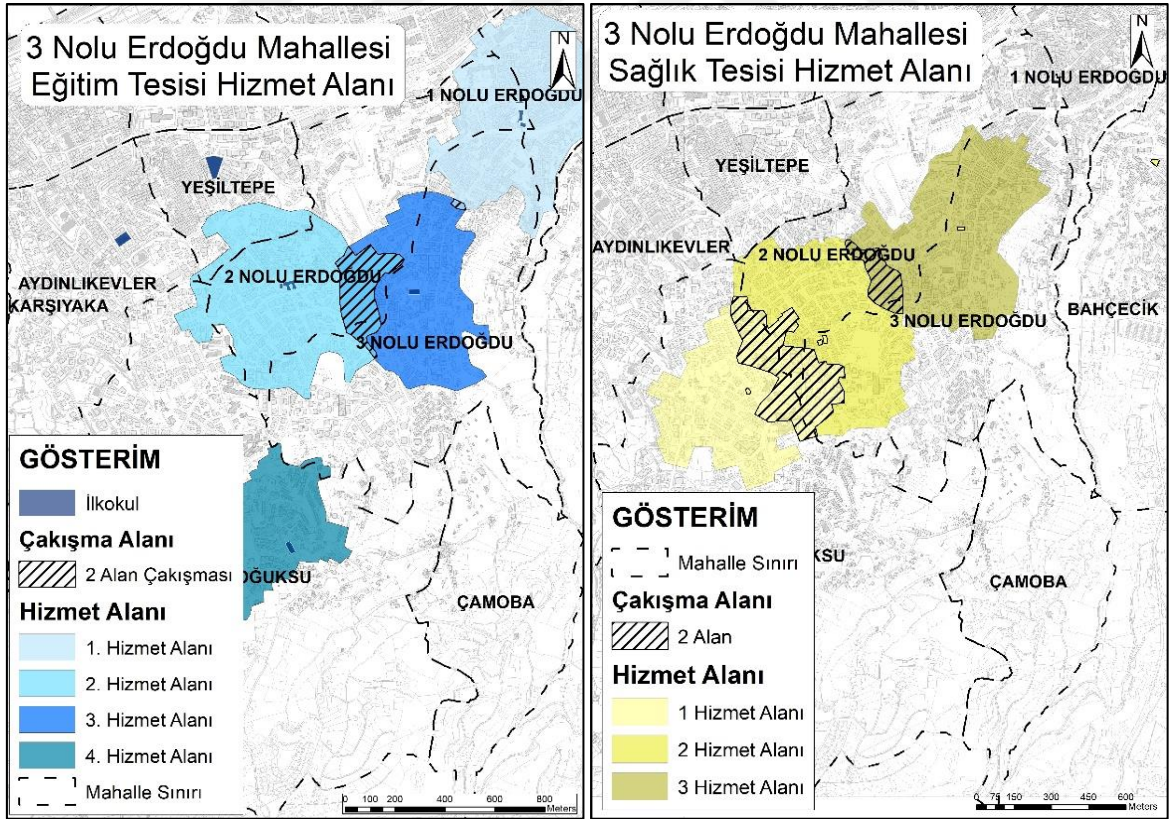 3 Nolu Erdoğdu Mahallesi
Eğitim Tesisi Hizmet Alanı
N
1 NOLU ERDOĞDU
YEŞİLTEPE
2 NOLU ERDOĞDU
AYDINLIKEVLER
KARŞIYAKA
3 NOLU ERDOĞDU
OĞUKSU
ÇAMOBA
GÖSTERİM
İlkokul
Çakışma Alanı
2 Alan Çakışması
Hizmet Alanı
1. Hizmet Alanı
2. Hizmet Alanı
3. Hizmet Alanı
4. Hizmet Alanı
Mahalle Sınırı
0 100 200 400 600 800
Meters
3 Nolu Erdoğdu Mahallesi
Sağlık Tesisi Hizmet Alanı
N
1 NOLU ERDOĞDU
YEŞİLTEPE
AYDINLIKEVLER
2 NOLU ERDOĞDU
BAHÇECİK
3 NOLU ERDOĞDU
KSU
ÇAMOBA
GÖSTERİM
Mahalle Sınırı
Çakışma Alanı
2 Alan
Hizmet Alanı
1 Hizmet Alanı
2 Hizmet Alanı
3 Hizmet Alanı
0 75 150 300 450 600
Meters